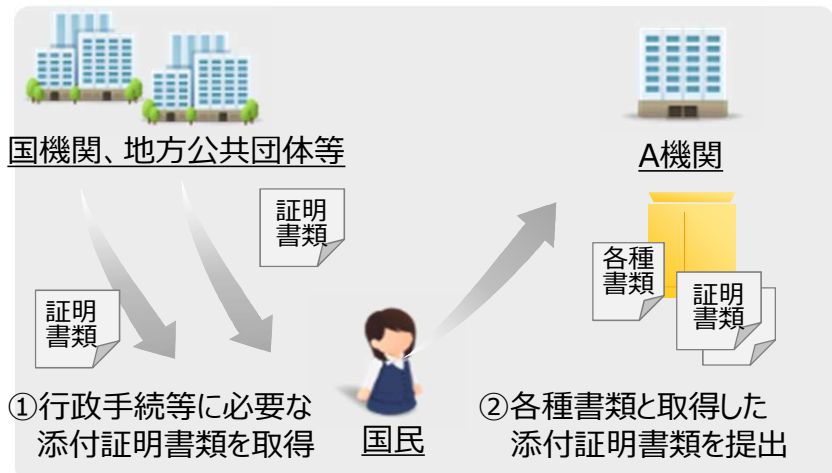 国機関、地方公共団体等
A機関
証明
書類
証明
書類
各種
書類
証明
書類
①行政手続等に必要な
添付証明書類を取得
国民
②各種書類と取得した
添付証明書類を提出